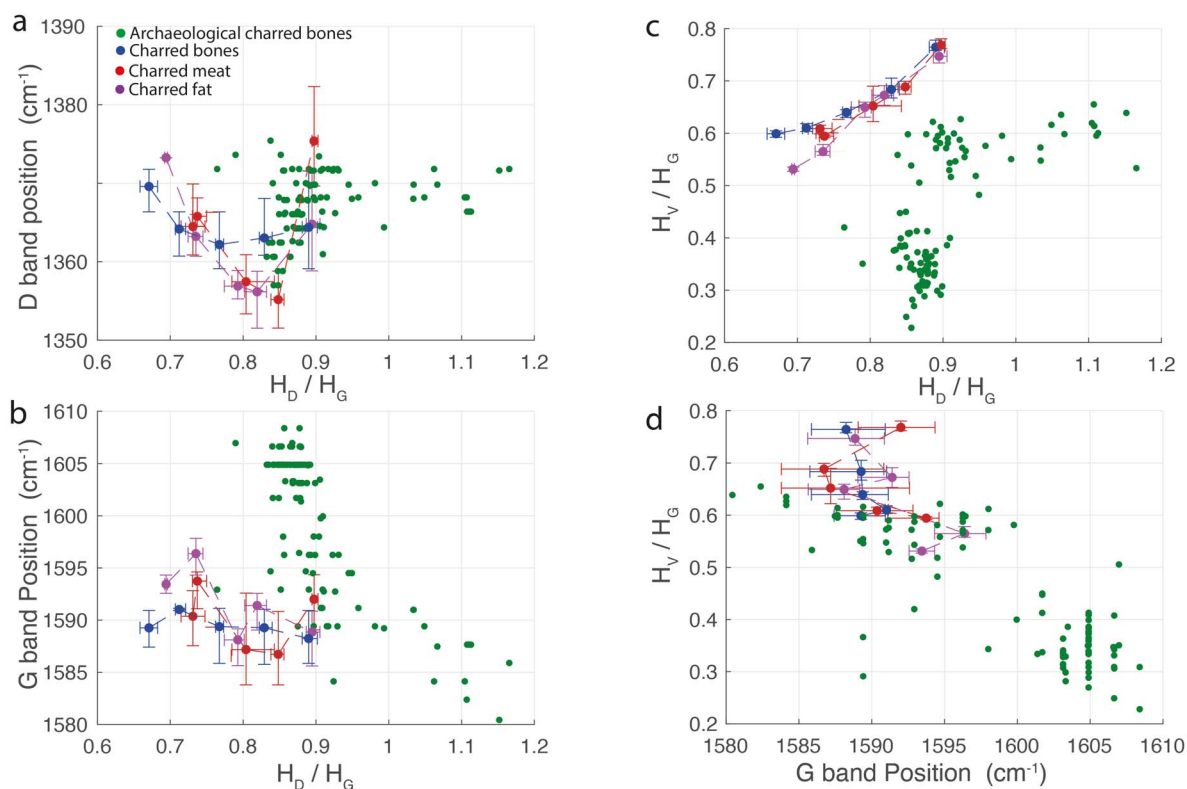 a
1390
1380
1370
1360
1350
D band position (cm-1)
Archaeological charred bones
Charred bones
Charred meat
Charred fat
0.6 0.7 0.8 0.9 1 1.1 1.2
HD / HG
b
1610
1605
1600
1595
1590
1585
1580
G band Position (cm-1)
0.6 0.7 0.8 0.9 1 1.1 1.2
HD / HG
c
0.8
0.7
0.6
0.5
0.4
0.3
0.2
HV / HG
0.6 0.7 0.8 0.9 1 1.1 1.2
HD / HG
d
0.8
0.7
0.6
0.5
0.4
0.3
0.2
HV / HG
1580 1585 1590 1595 1600 1605 1610
G band Position (cm-1)